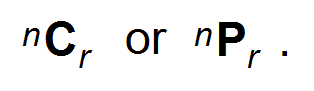 ⁿCᵣ or ⁿPᵣ .